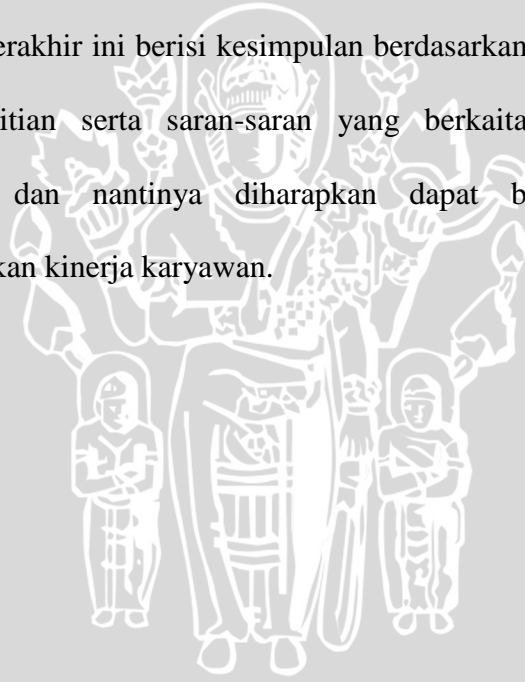 erakhir ini berisi kesimpulan berdasarkan
itian serta saran-saran yang berkaita
dan nantinya diharapkan dapat b
kan kinerja karyawan.